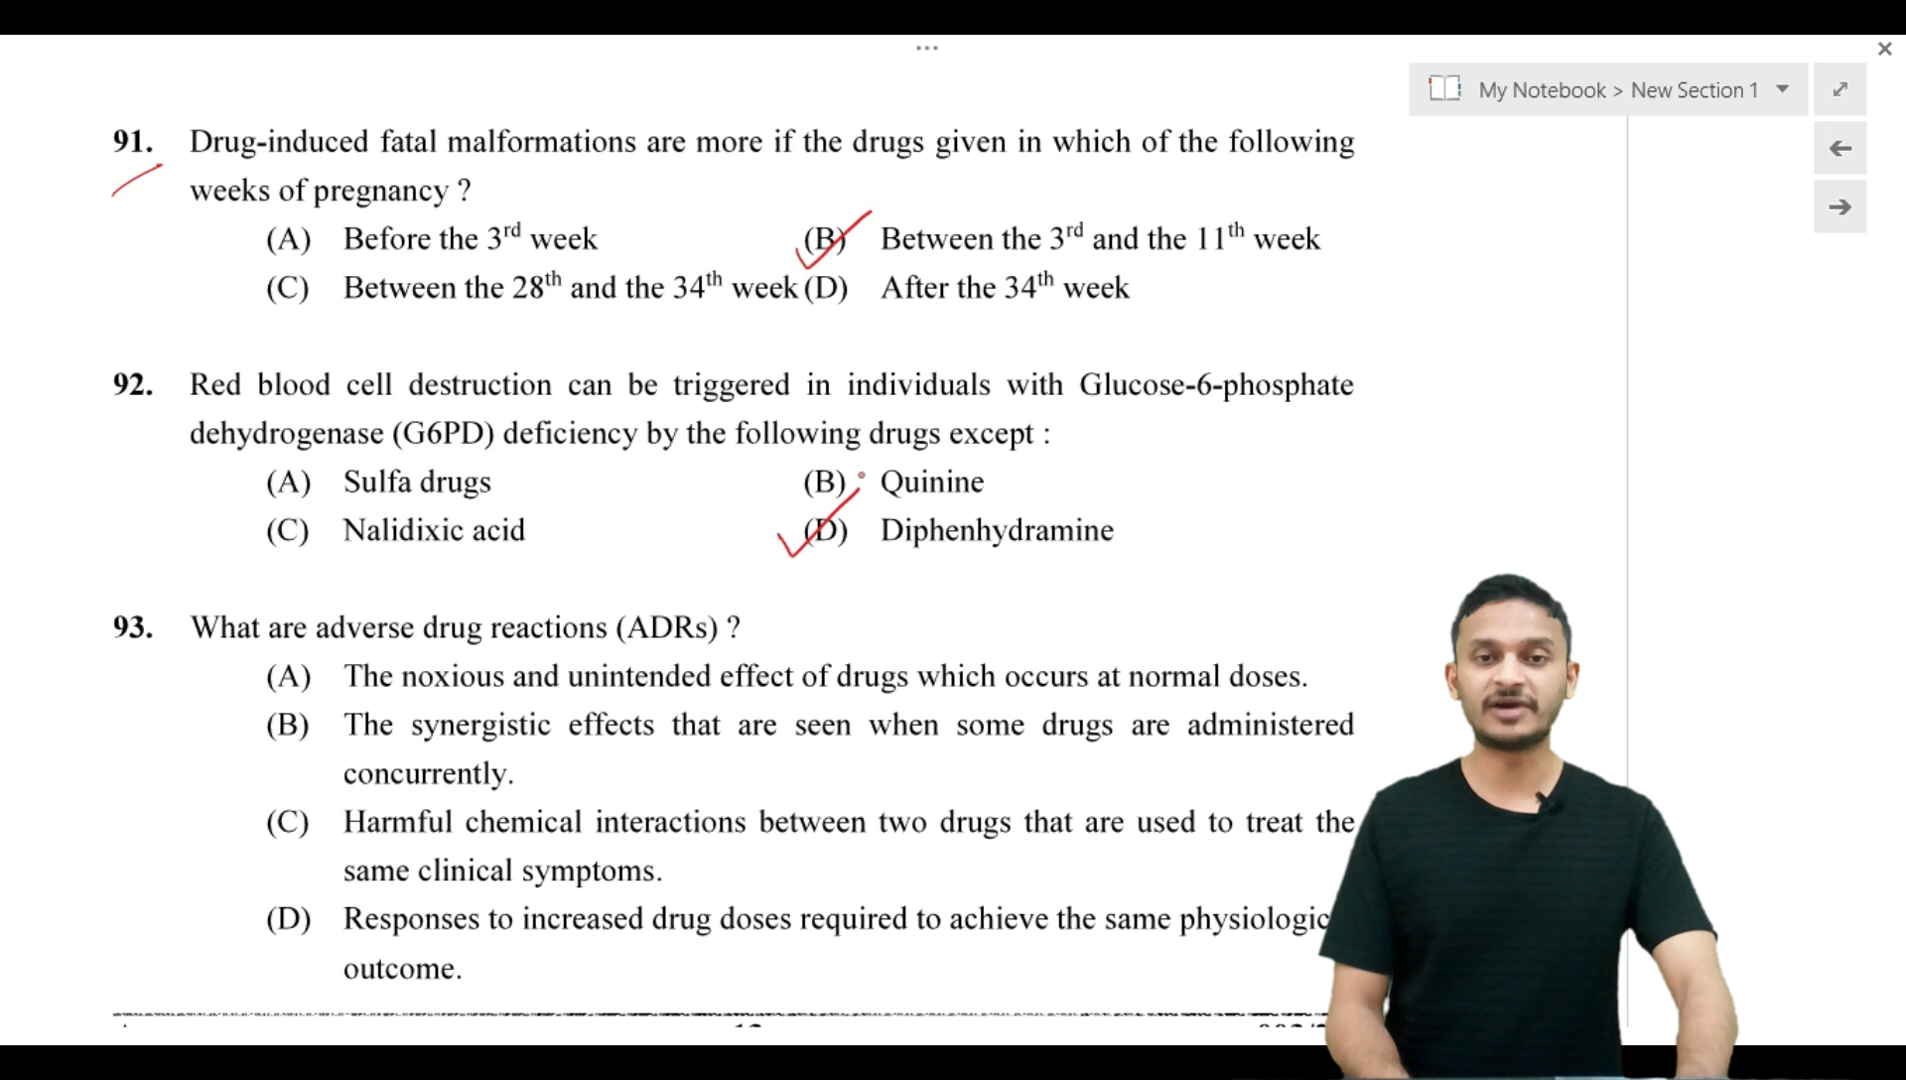 My Notebook > New Section 1
91. Drug-induced fatal malformations are more if the drugs given in which of the following
weeks of pregnancy ?
(A) Before the 3rd week (B) Between the 3rd and the 11th week
(C) Between the 28th and the 34th week (D) After the 34th week
92. Red blood cell destruction can be triggered in individuals with Glucose-6-phosphate
dehydrogenase (G6PD) deficiency by the following drugs except :
(A) Sulfa drugs (B) Quinine
(C) Nalidixic acid (D) Diphenhydramine
93. What are adverse drug reactions (ADRs) ?
(A) The noxious and unintended effect of drugs which occurs at normal doses.
(B) The synergistic effects that are seen when some drugs are administered
concurrently.
(C) Harmful chemical interactions between two drugs that are used to treat the
same clinical symptoms.
(D) Responses to increased drug doses required to achieve the same physiologic
outcome.